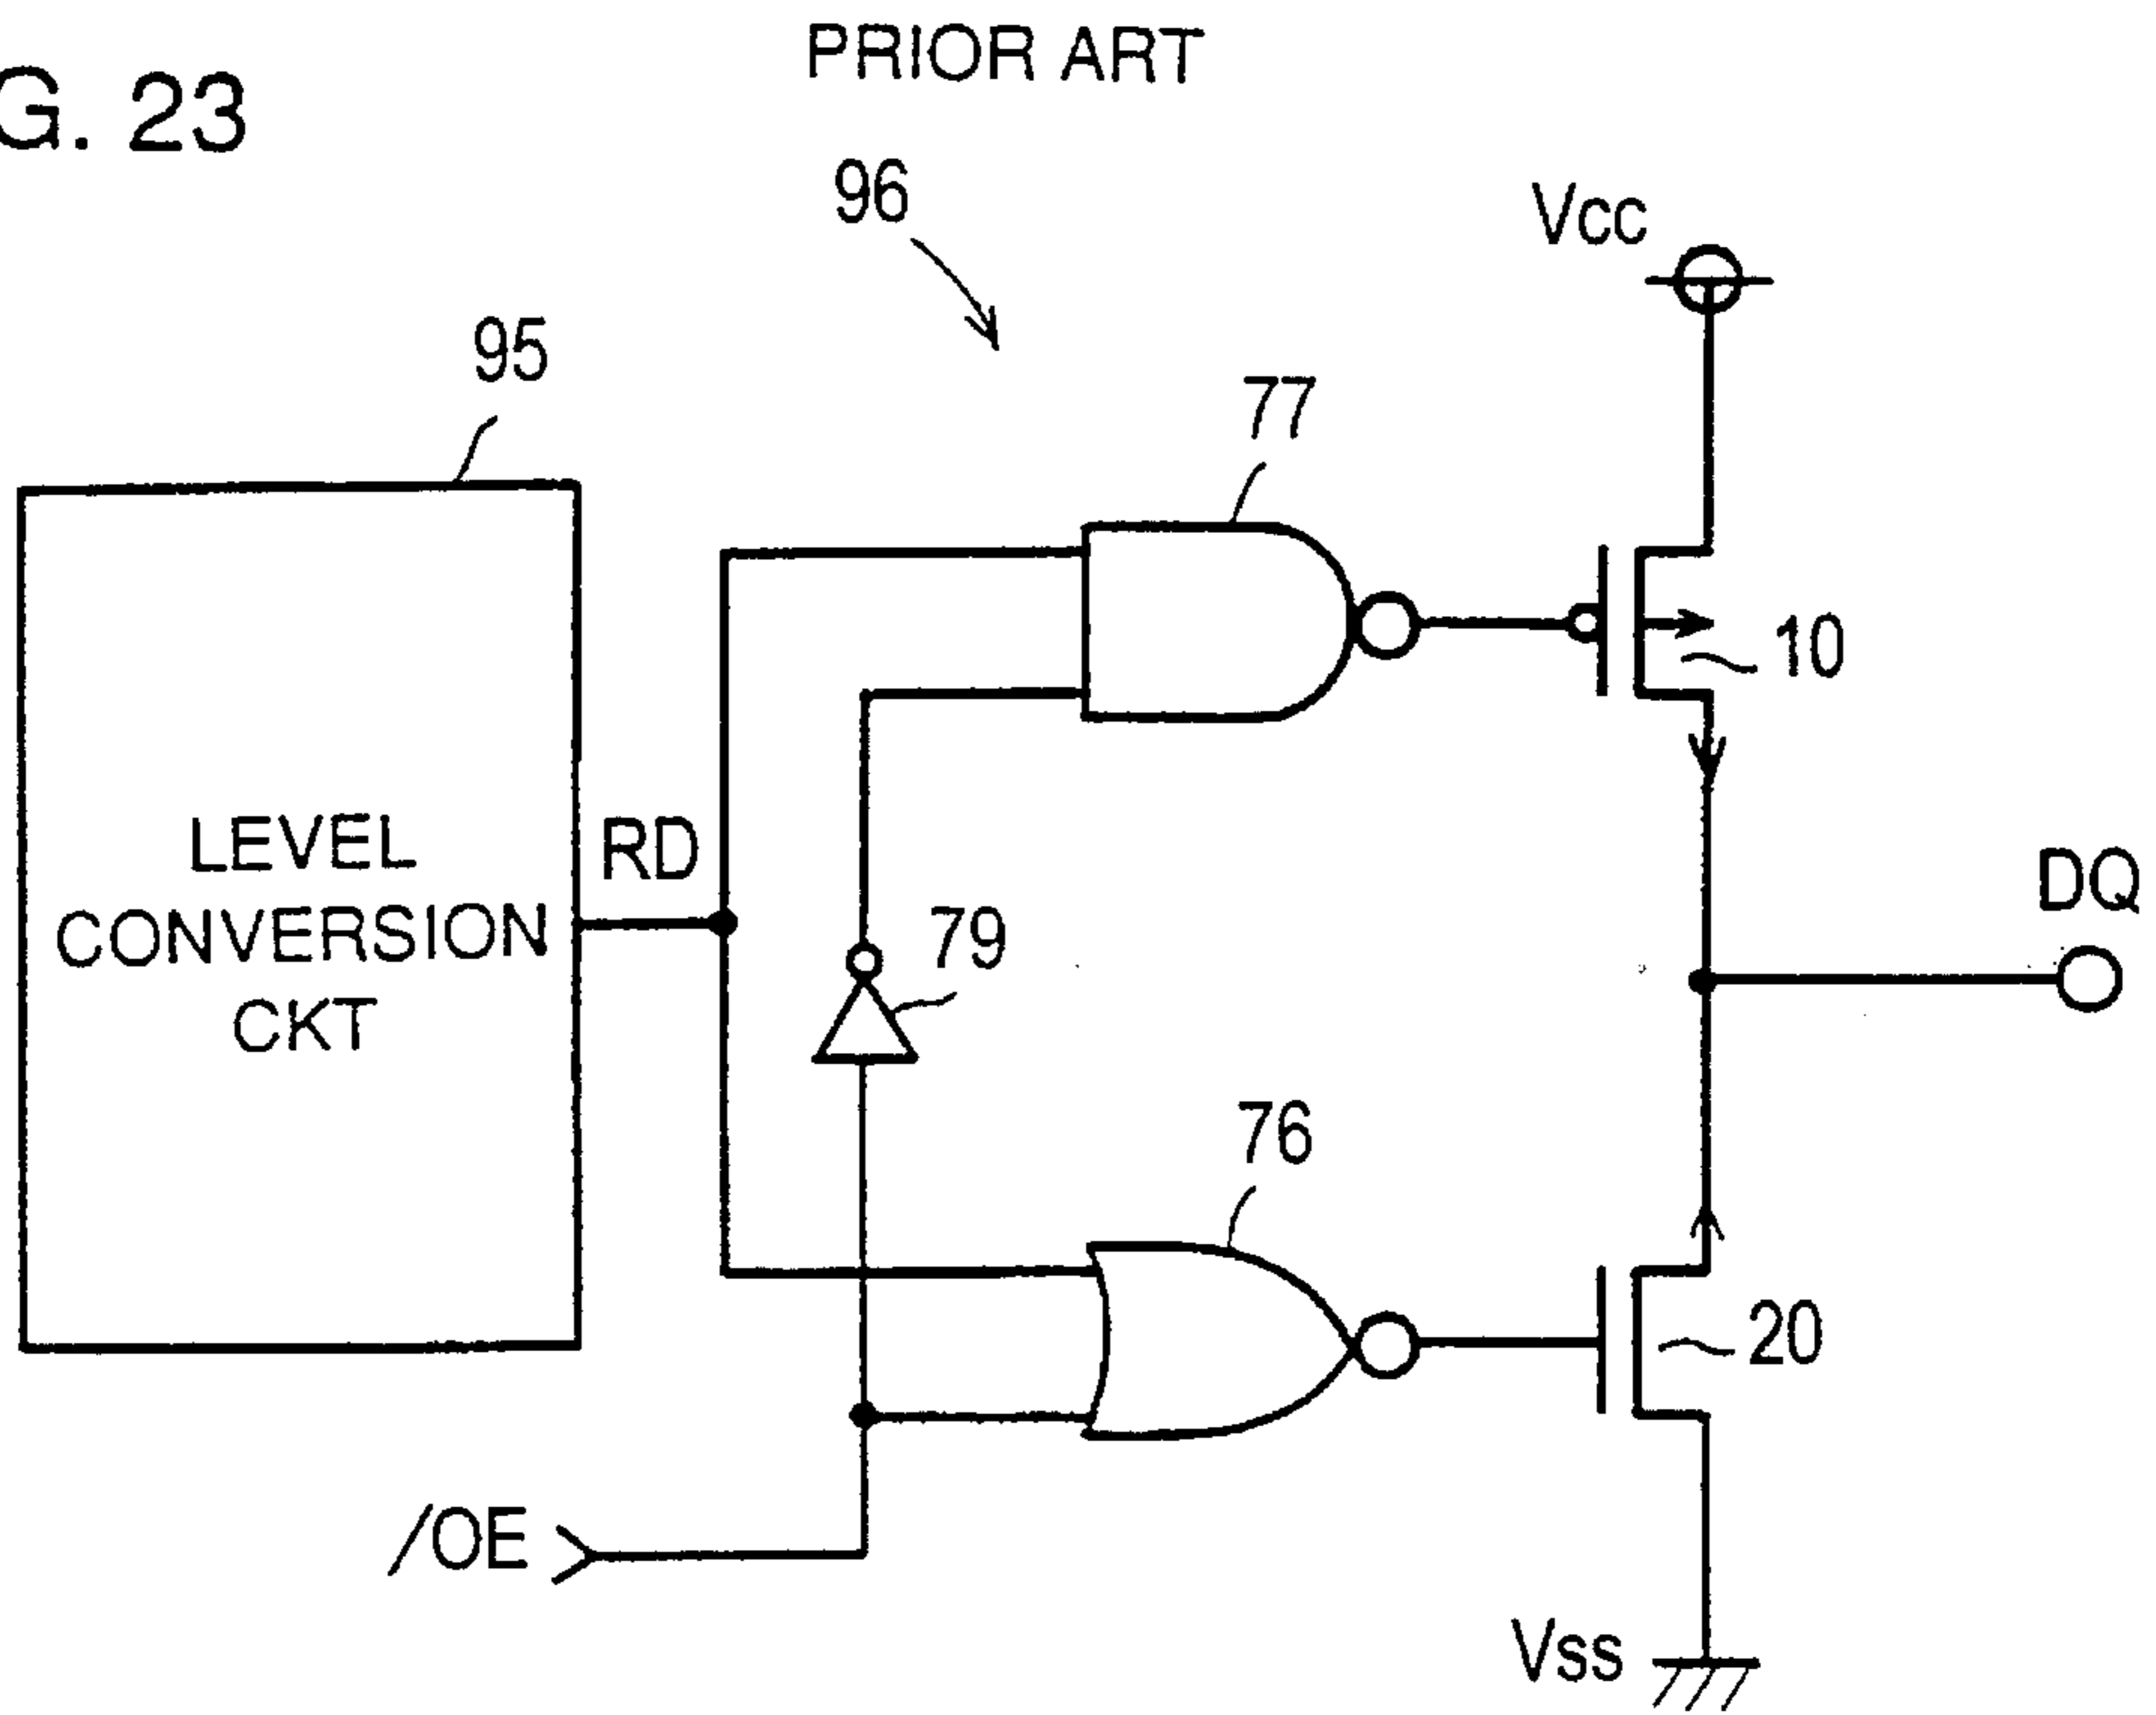 PRIOR ART
G. 23
96
Vcc
95
77
10
LEVEL
CONVERSION
CKT
RD
DQ
79
76
20
/OE
Vss